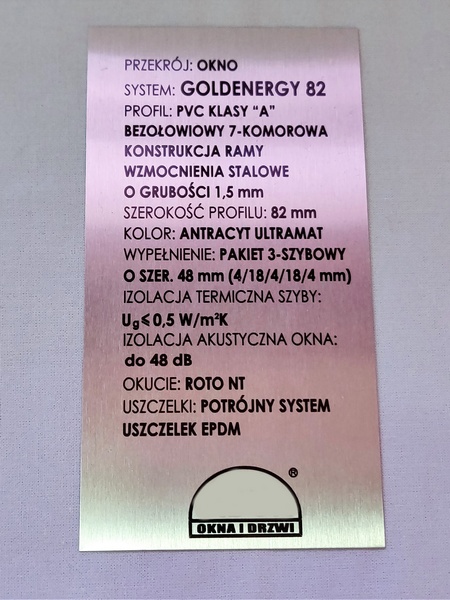 PRZEKRÓJ: OKNO
SYSTEM: GOLDENERGY 82
PROFIL: PVC KLASY “A”
BEZOŁOWIOWY 7-KOMOROWA
KONSTRUKCJA RAMY
WZMOCNIENIA STALOWE
O GRUBOŚCI 1,5 mm
SZEROKOŚĆ PROFILU: 82 mm
KOLOR: ANTRACYT ULTRAMAT
WYPEŁNIENIE: PAKIET 3-SZYBOWY
O SZER. 48 mm (4/18/4/18/4 mm)
IZOLACJA TERMICZNA SZYBY:
Ug≤0,5 W/m²K
IZOLACJA AKUSTYCZNA OKNA:
do 48 dB
OKUCIE: ROTO NT
USZCZELKI: POTRÓJNY SYSTEM
USZCZELEK EPDM
®
OKNA I DRZWI